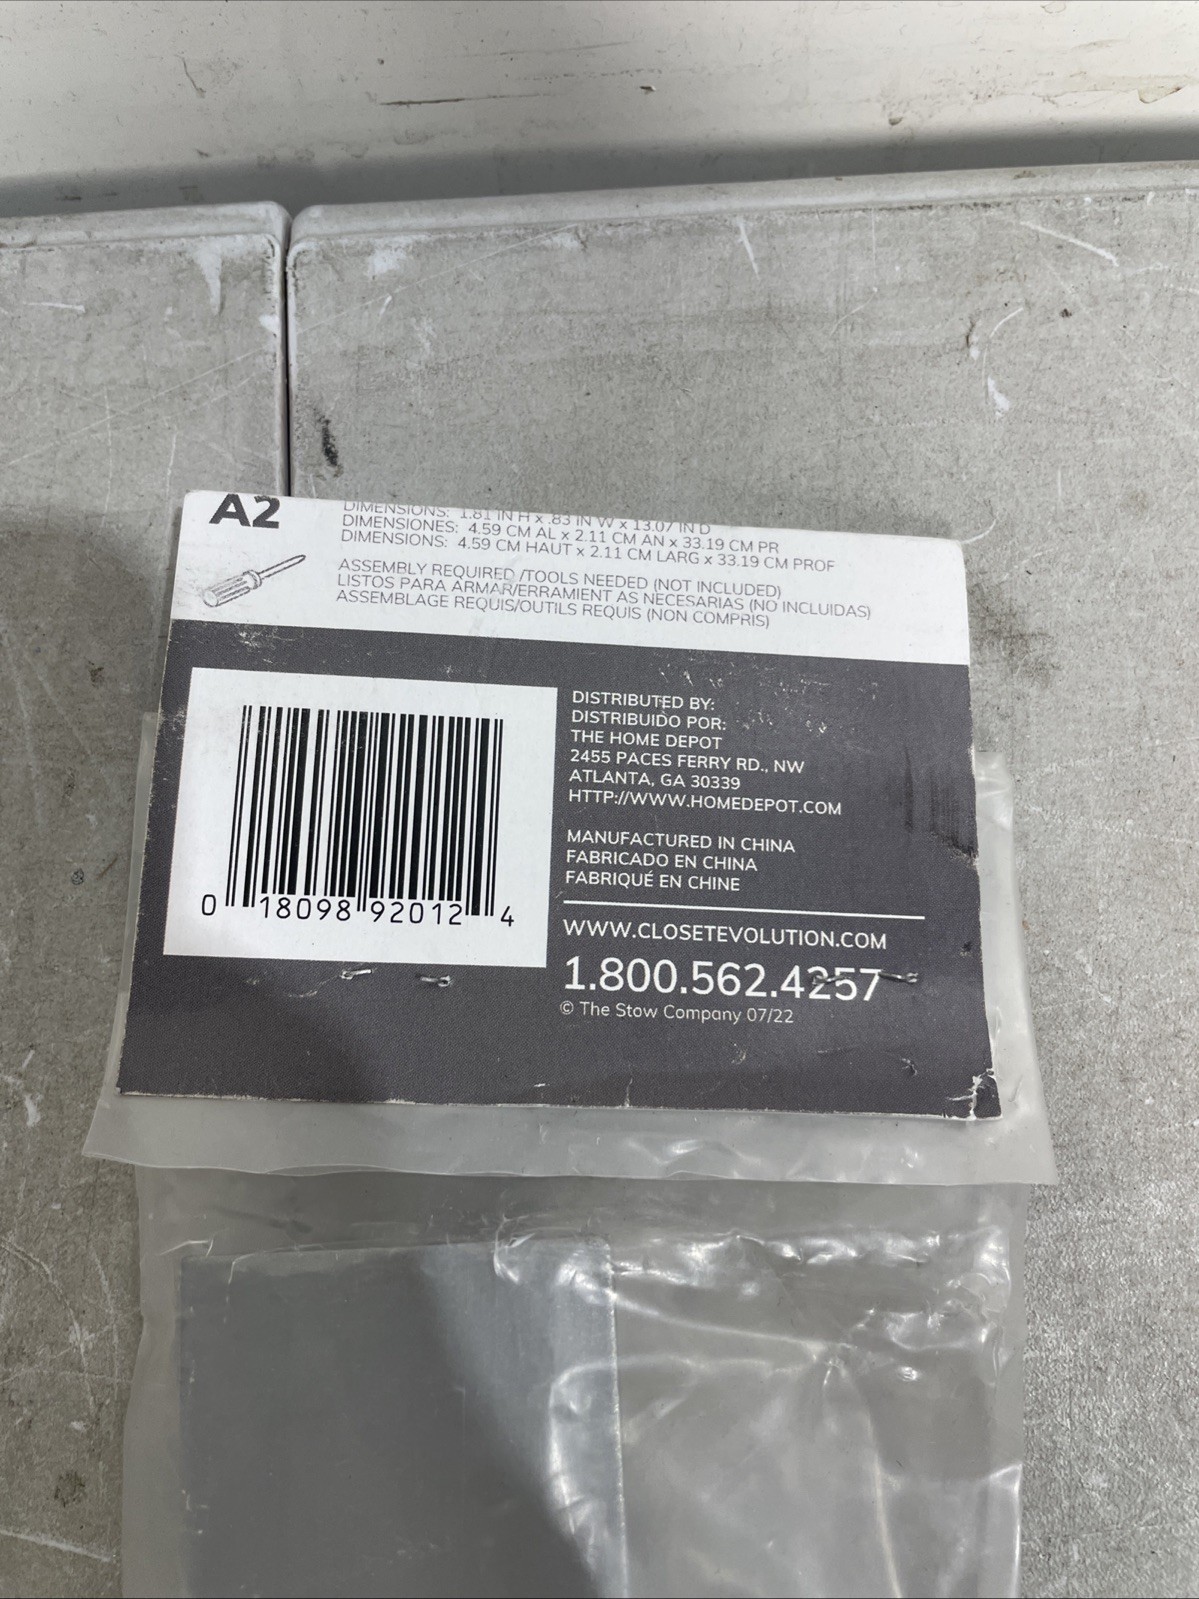 A2
DIMENSIONS: 1.81 IN H x .83 IN W x 13.07 IN D
DIMENSIONES: 4.59 CM AL x 2.11 CM AN x 33.19 CM PR
DIMENSIONS: 4.59 CM HAUT x 2.11 CM LARG x 33.19 CM PROF
ASSEMBLY REQUIRED /TOOLS NEEDED (NOT INCLUDED)
LISTOS PARA ARMAR/ERRAMIENT AS NECESARIAS (NO INCLUIDAS)
ASSEMBLAGE REQUIS/OUTILS REQUIS (NON COMPRIS)
0 18098 92012 4
DISTRIBUTED BY:
DISTRIBUIDO POR:
THE HOME DEPOT
2455 PACES FERRY RD., NW
ATLANTA, GA 30339
HTTP://WWW.HOMEDEPOT.COM
MANUFACTURED IN CHINA
FABRICADO EN CHINA
FABRIQUÉ EN CHINE
WWW.CLOSETEVOLUTION.COM
1.800.562.4257
© The Stow Company 07/22